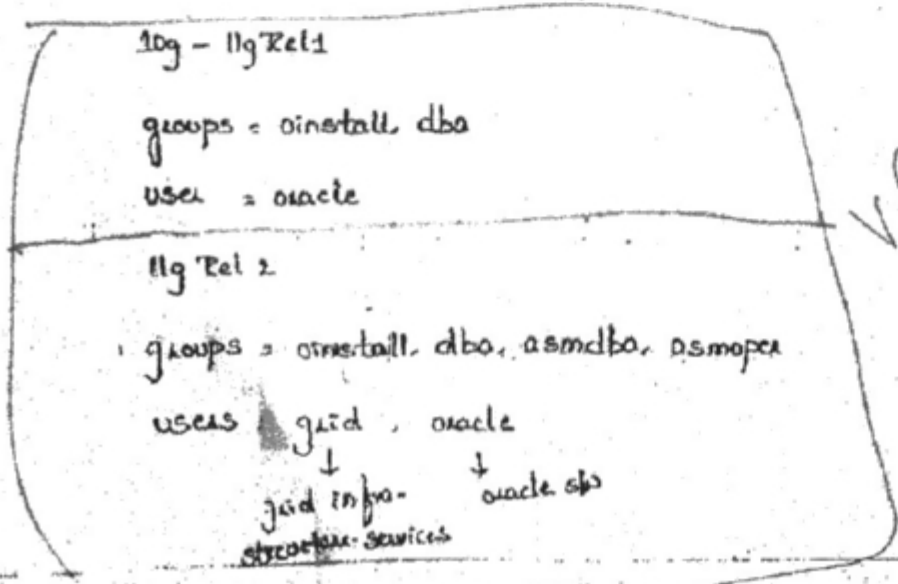 10g - 11g Rel1
groups = oinstall, dba
user = oracle
11g Rel 2
groups = oinstall, dba, asmdba, asmoper
users grid, oracle
↓ ↓
grid infra- oracle s/w
structure services